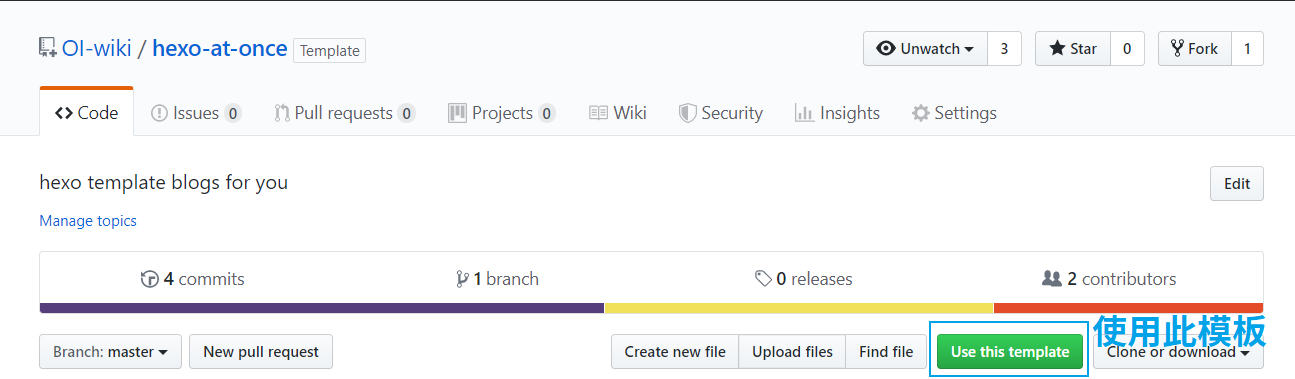 OI-wiki / hexo-at-once Template Unwatch 3 Star 0 Fork 1
Code Issues 0 Pull requests 0 Projects 0 Wiki Security Insights Settings
hexo template blogs for you Edit
Manage topics
4 commits 1 branch 0 releases 2 contributors
使用此模板
Branch: master New pull request Create new file Upload files Find file Use this template Clone or download